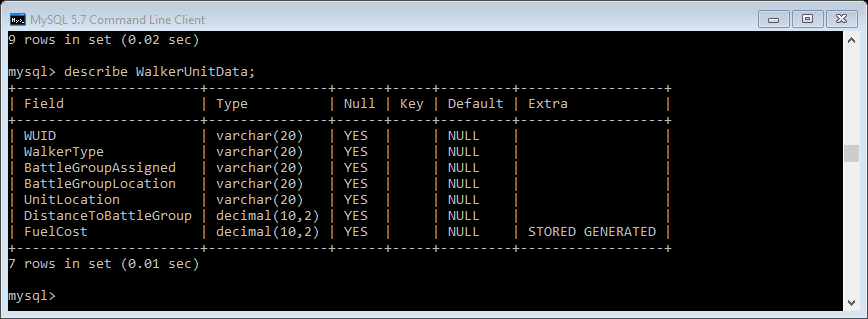 MySQL 5.7 Command Line Client
9 rows in set (0.02 sec)
mysql> describe WalkerUnitData;
+----------------------+---------------+------+-----+---------+------------------+
| Field                | Type          | Null | Key | Default | Extra            |
+----------------------+---------------+------+-----+---------+------------------+
| WUID                 | varchar(20)   | YES  |     | NULL    |                  |
| WalkerType           | varchar(20)   | YES  |     | NULL    |                  |
| BattleGroupAssigned  | varchar(20)   | YES  |     | NULL    |                  |
| BattleGroupLocation  | varchar(20)   | YES  |     | NULL    |                  |
| UnitLocation         | varchar(20)   | YES  |     | NULL    |                  |
| DistanceToBattleGroup | decimal(10,2) | YES  |     | NULL    |                  |
| FuelCost             | decimal(10,2) | YES  |     | NULL    | STORED GENERATED |
+----------------------+---------------+------+-----+---------+------------------+
7 rows in set (0.01 sec)
mysql>